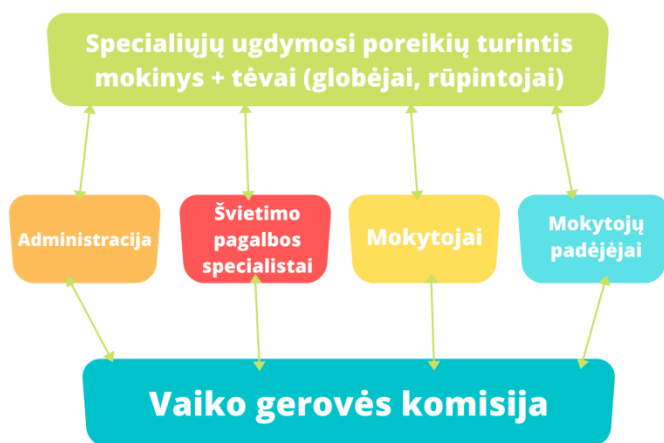 Specialiųjų ugdymosi poreikių turintis
mokinys + tėvai (globėjai, rūpintojai)
Administracija
Švietimo
pagalbos
specialistai
Mokytojai
Mokytojų
padėjėjai
Vaiko gerovės komisija